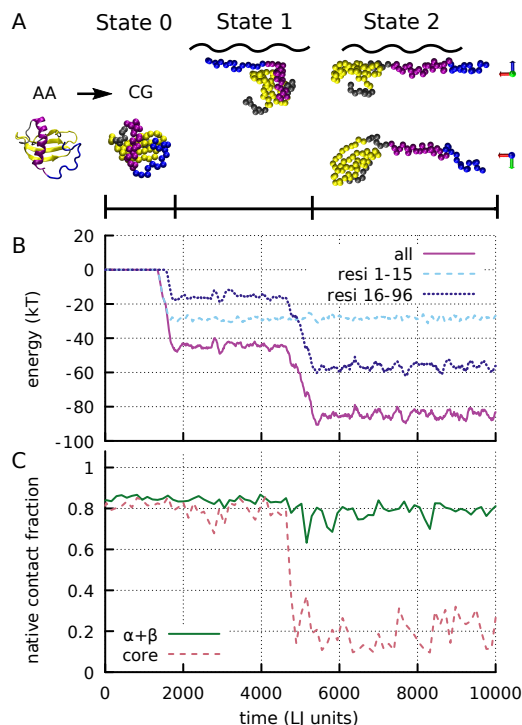 A
State 0
State 1
State 2
AA
CG
B
20
0
-20
-40
-60
-80
-100
energy (kT)
all
resi 1-15
resi 16-96
C
1
0.8
0.6
0.4
0.2
0
native contact fraction
α+β
core
0
2000
4000
6000
8000
10000
time (LJ units)